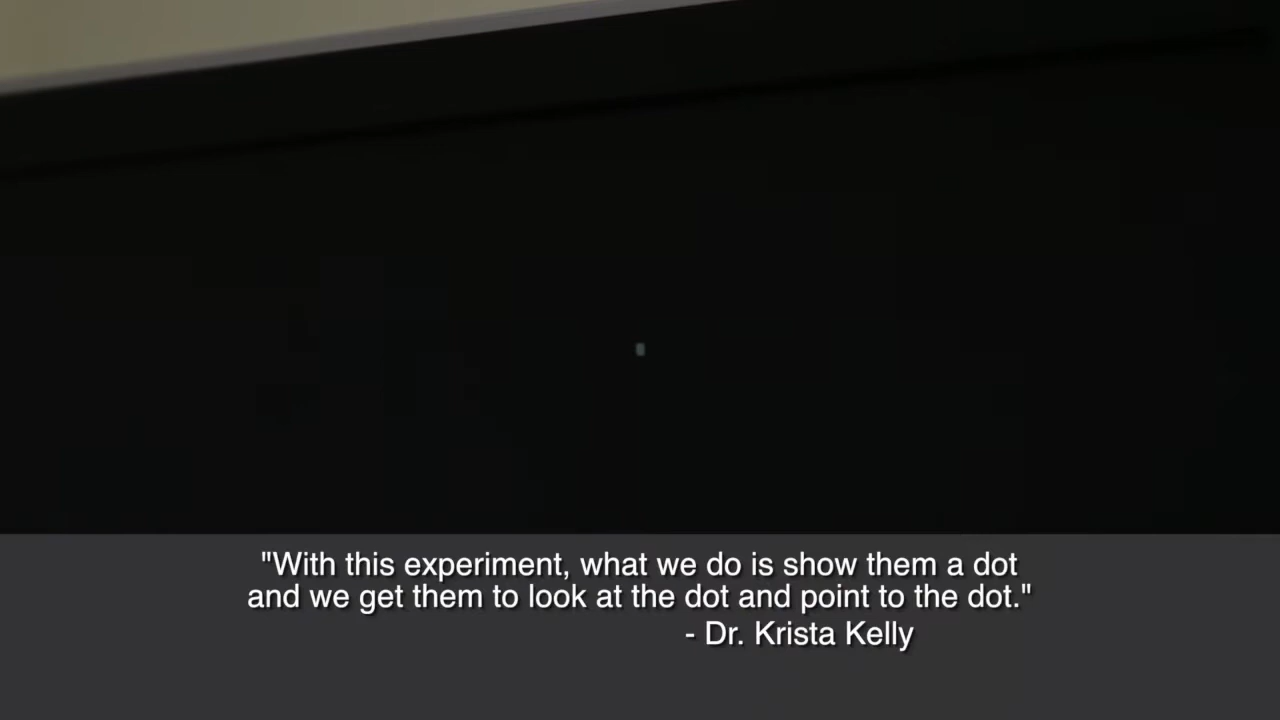 "With this experiment, what we do is show them a dot
and we get them to look at the dot and point to the dot."
- Dr. Krista Kelly